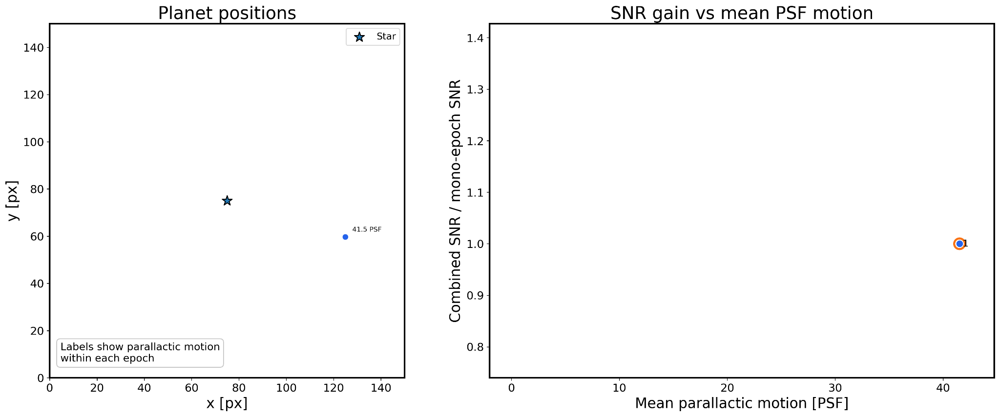 Planet positions
Star
140
120
100
80
60
40
20
0
y [px]
41.5 PSF
Labels show parallactic motion
within each epoch
0 20 40 60 80 100 120 140
x [px]
SNR gain vs mean PSF motion
1.4
1.3
1.2
1.1
1.0
0.9
0.8
Combined SNR / mono-epoch SNR
1
0 10 20 30 40
Mean parallactic motion [PSF]